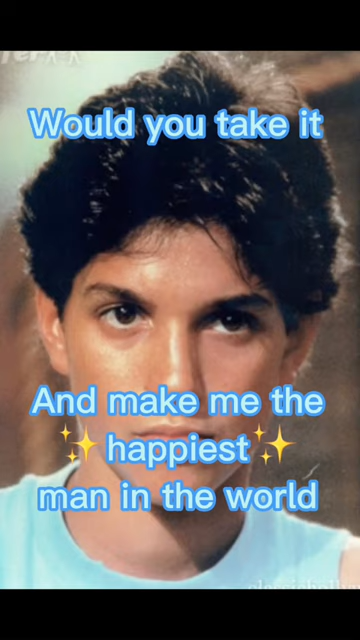 Would you take it
And make me the
✨happiest✨
man in the world